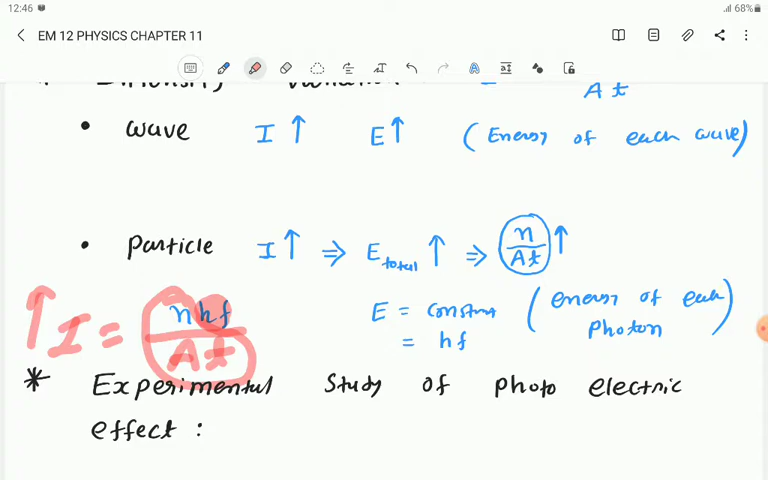 12:46 68%
EM 12 PHYSICS CHAPTER 11
A t
• Wave I ↑ E ↑ (Energy of each wave)
• Particle I ↑ ⇒ E total ↑ ⇒ n/At ↑
↑ I = nhf/At E = constant (energy of each photon)
= hf
* Experimental Study of photo electric
effect :